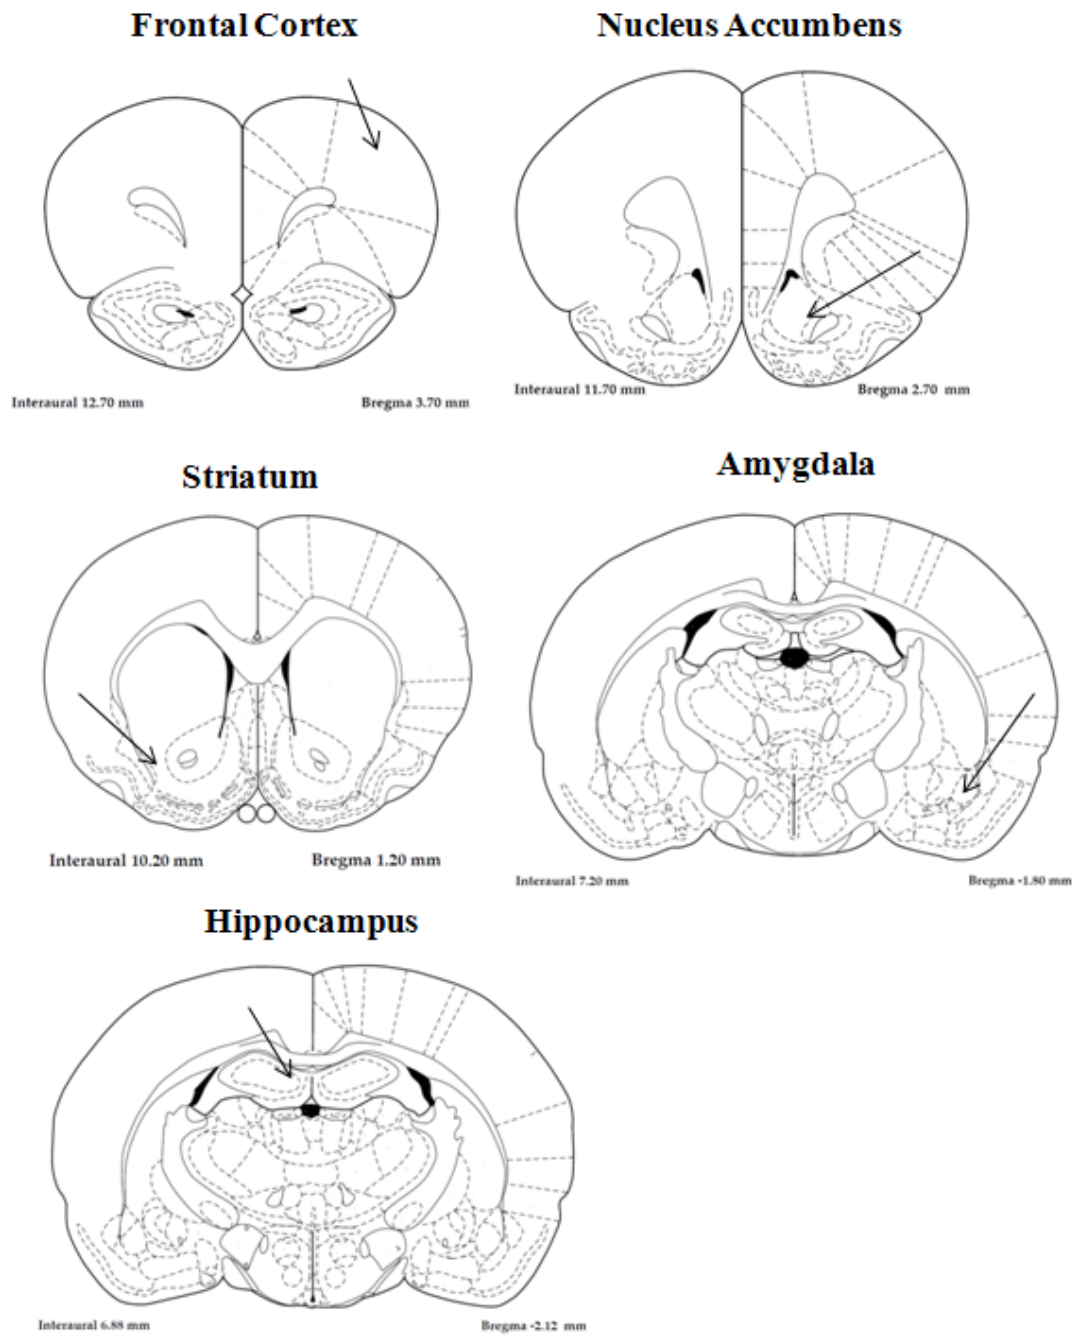 Frontal Cortex
Nucleus Accumbens
Interaural 12.70 mm
Bregma 3.70 mm
Interaural 11.70 mm
Bregma 2.70 mm
Striatum
Amygdala
Interaural 10.20 mm
Bregma 1.20 mm
Interaural 7.20 mm
Bregma -1.80 mm
Hippocampus
Interaural 6.88 mm
Bregma -2.12 mm